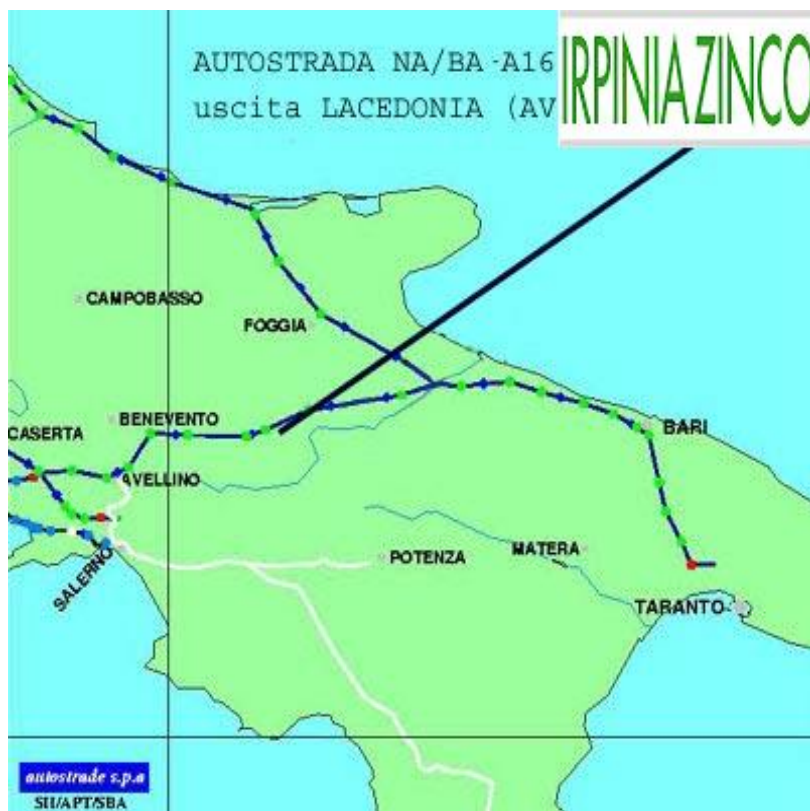 AUTOSTRADA NA/BA -A16
uscita LACEDONIA (AV
IRPINIA ZINCO
CAMPOBASSO
FOGGIA
BENEVENTO
CASERTA
BARI
AVELLINO
POTENZA
MATERA
SALERNO
TARANTO
autostrade s.p.a
SII/APT/SBA